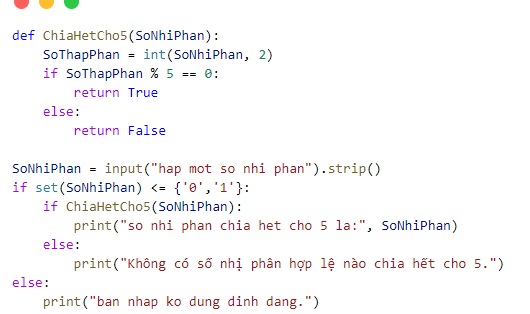 def ChiaHetCho5(SoNhiPhan):
    SoThapPhan = int(SoNhiPhan, 2)
    if SoThapPhan % 5 == 0:
        return True
    else:
        return False

SoNhiPhan = input("hap mot so nhi phan").strip()
if set(SoNhiPhan) <= {'0','1'}:
    if ChiaHetCho5(SoNhiPhan):
        print("so nhi phan chia het cho 5 la:", SoNhiPhan)
    else:
        print("Không có số nhị phân hợp lệ nào chia hết cho 5.")
else:
    print("ban nhap ko dung dinh dang.")